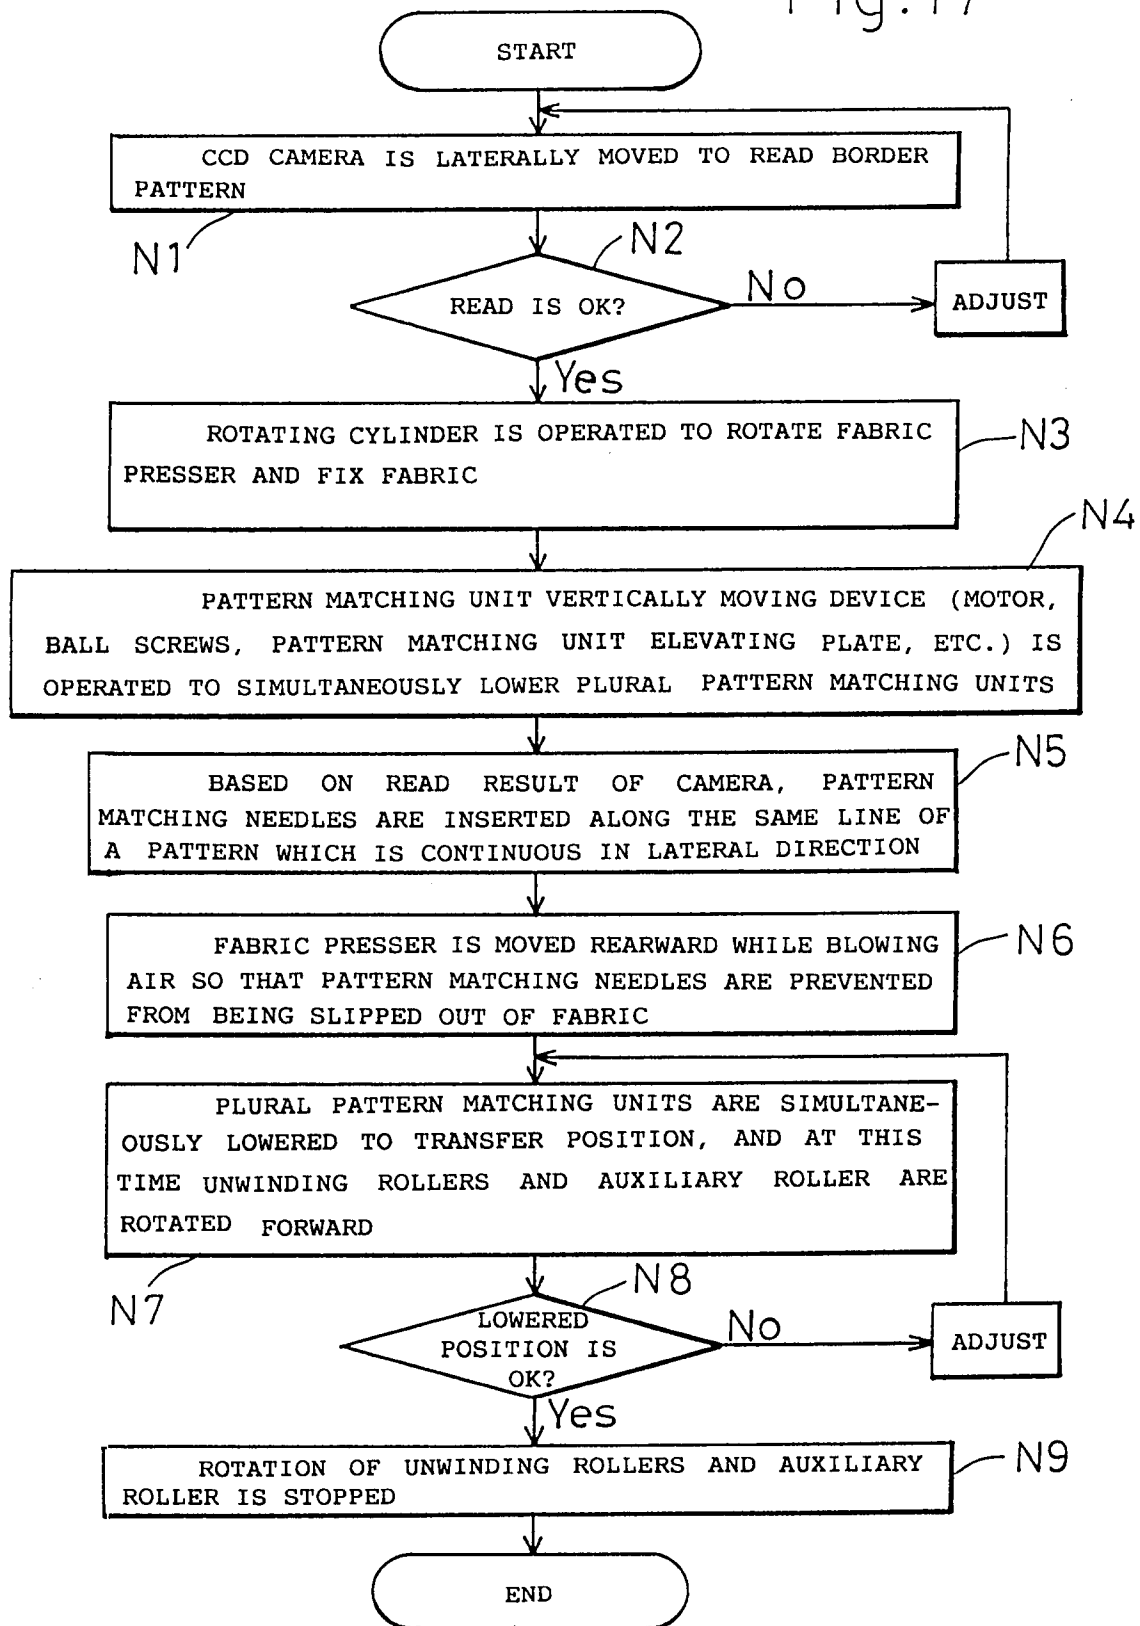 Fig. 17
START
CCD CAMERA IS LATERALLY MOVED TO READ BORDER
PATTERN
N1
N2
READ IS OK?
No
ADJUST
Yes
ROTATING CYLINDER IS OPERATED TO ROTATE FABRIC
PRESSER AND FIX FABRIC
N3
N4
PATTERN MATCHING UNIT VERTICALLY MOVING DEVICE (MOTOR,
BALL SCREWS, PATTERN MATCHING UNIT ELEVATING PLATE, ETC.) IS
OPERATED TO SIMULTANEOUSLY LOWER PLURAL PATTERN MATCHING UNITS
N5
BASED ON READ RESULT OF CAMERA, PATTERN
MATCHING NEEDLES ARE INSERTED ALONG THE SAME LINE OF
A PATTERN WHICH IS CONTINUOUS IN LATERAL DIRECTION
N6
FABRIC PRESSER IS MOVED REARWARD WHILE BLOWING
AIR SO THAT PATTERN MATCHING NEEDLES ARE PREVENTED
FROM BEING SLIPPED OUT OF FABRIC
PLURAL PATTERN MATCHING UNITS ARE SIMULTANE-
OUSLY LOWERED TO TRANSFER POSITION, AND AT THIS
TIME UNWINDING ROLLERS AND AUXILIARY ROLLER ARE
ROTATED FORWARD
N7
N8
LOWERED
POSITION IS
OK?
No
ADJUST
Yes
ROTATION OF UNWINDING ROLLERS AND AUXILIARY
ROLLER IS STOPPED
N9
END